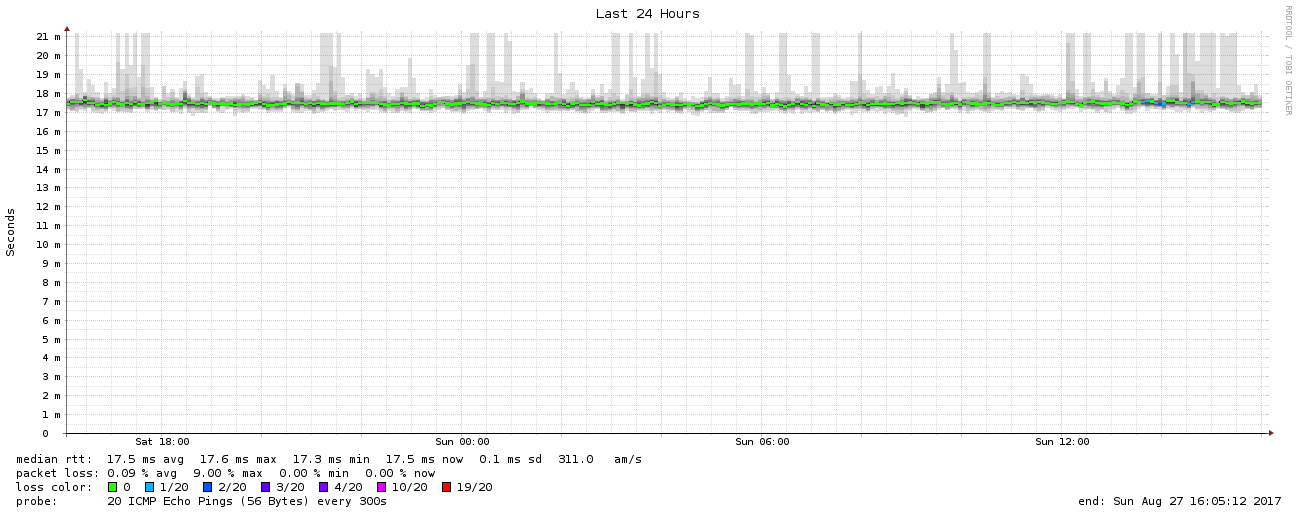 Last 24 Hours
RRDTOOL / TOBI OETIKER
21 m
20 m
19 m
18 m
17 m
16 m
15 m
14 m
13 m
12 m
11 m
10 m
9 m
8 m
7 m
6 m
5 m
4 m
3 m
2 m
1 m
0
Seconds
Sat 18:00 Sun 00:00 Sun 06:00 Sun 12:00
median rtt: 17.5 ms avg 17.6 ms max 17.3 ms min 17.5 ms now 0.1 ms sd 311.0 am/s
packet loss: 0.09 % avg 9.00 % max 0.00 % min 0.00 % now
loss color: 0 1/20 2/20 3/20 4/20 10/20 19/20
probe: 20 ICMP Echo Pings (56 Bytes) every 300s end: Sun Aug 27 16:05:12 2017